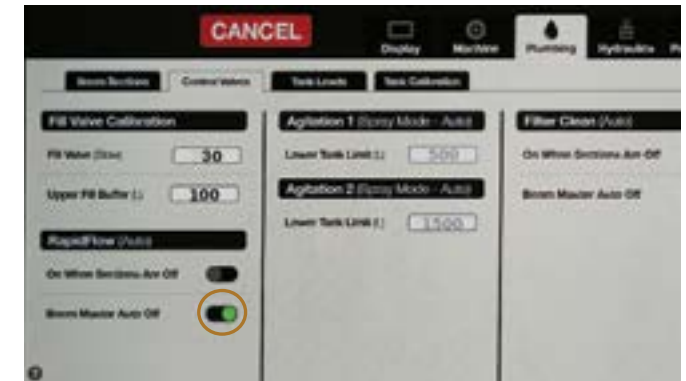 CANCEL
Display
Machine
Plumbing
Hydraulics
Boom Sections
Control Valves
Tank Levels
Tank Calibration
Fill Valve Calibration
Fill Valve (Slow)
30
Upper Fill Buffer (L)
100
RapidFlow (Auto)
On When Sections Are Off
Boom Master Auto Off
Agitation 1 (Spray Mode - Auto)
Lower Tank Limit (L)
500
Agitation 2 (Spray Mode - Auto)
Lower Tank Limit (L)
1500
Filter Clean (Auto)
On When Sections Are Off
Boom Master Auto Off